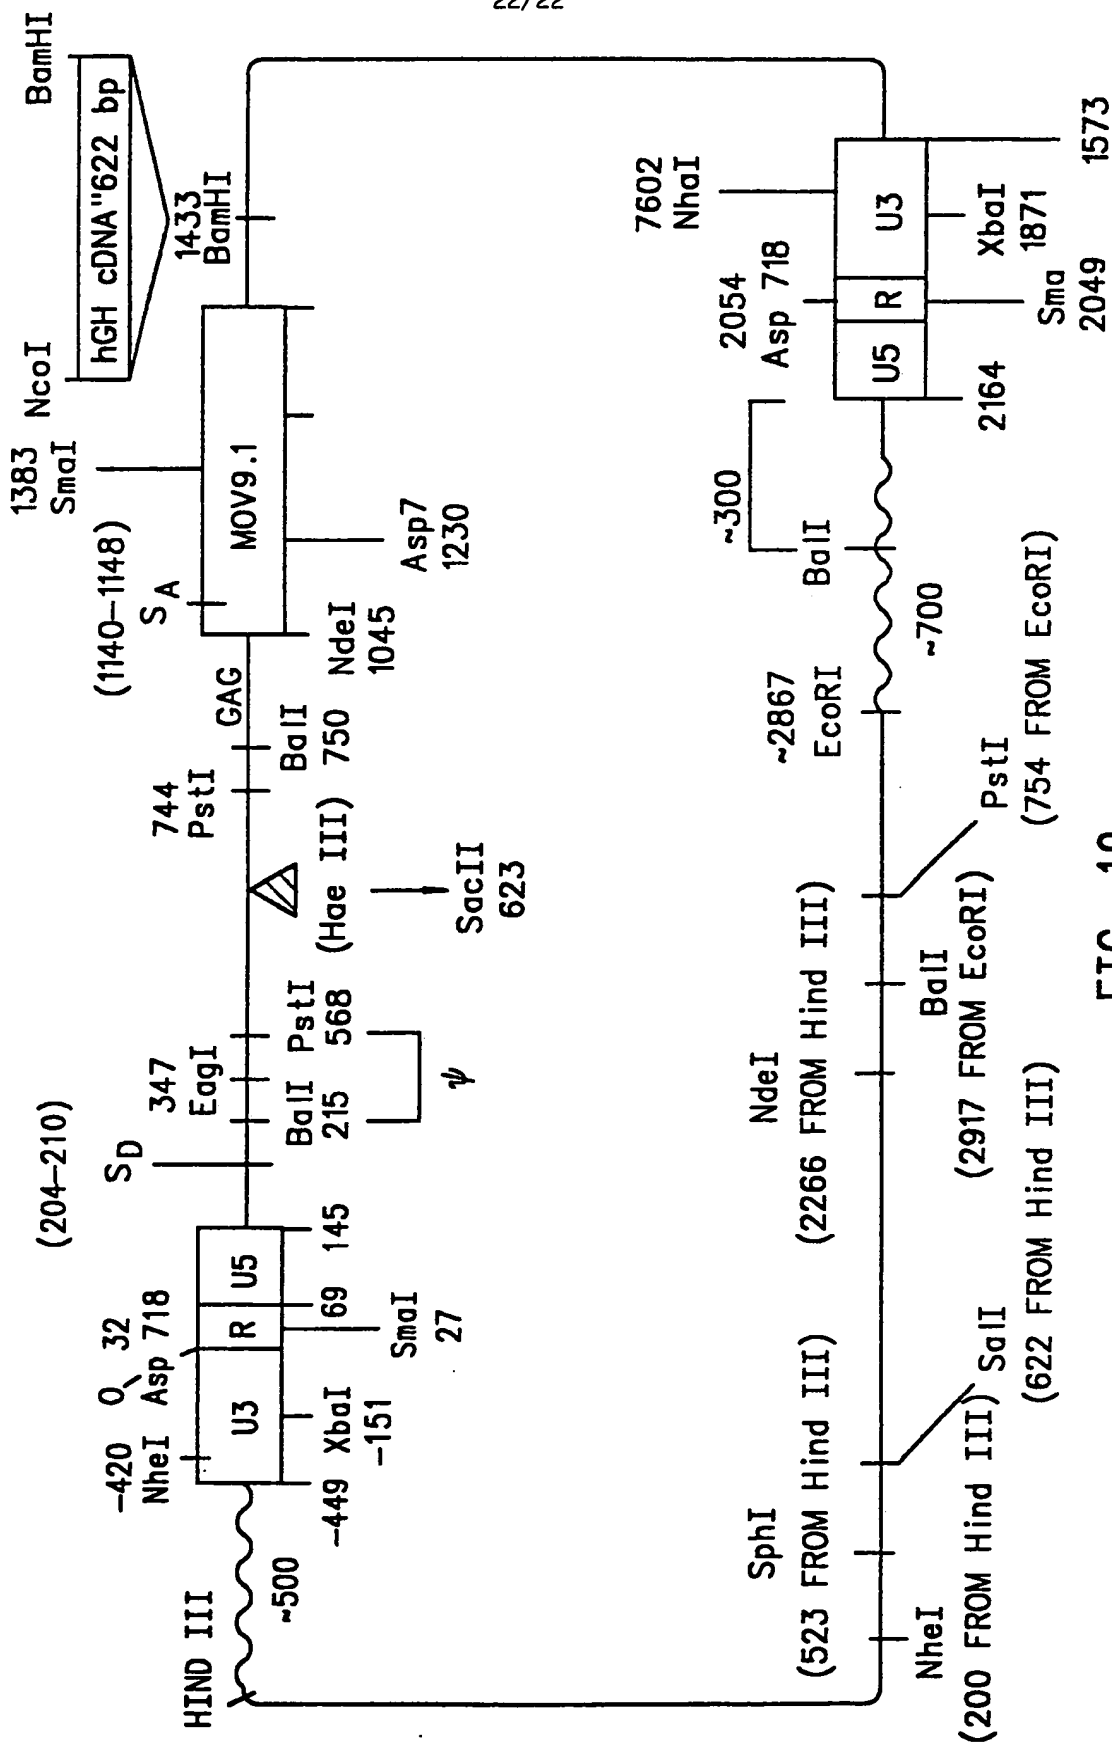 22/22
BamHI
hGH cDNA"622 bp
NcoI
1433
BamHI
1383
SmaI
MOV9.1
Asp7
1230
(1140–1148)
S A
NdeI
1045
GAG
BalI
750
744
PstI
(Hae III)
SacII
623
PstI
568
347
EagI
BalI
215
ψ
(204–210)
S D
145
U5
69
R
U3
0
32
Asp 718
SmaI
27
-420
NheI
XbaI
-151
-449
~500
HIND III
7602
NhaI
1573
U3
XbaI
1871
2054
Asp 718
R
Sma
2049
U5
2164
~300
BalI
~700
~2867
EcoRI
PstI
(754 FROM EcoRI)
BalI
(2917 FROM EcoRI)
NdeI
(2266 FROM Hind III)
SalI
(622 FROM Hind III)
SphI
(523 FROM Hind III)
NheI
(200 FROM Hind III)